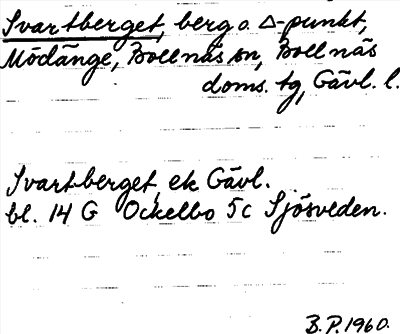 Svartberget, berg o. Δ-punkt,
Mödänge, Bollnäs sn, Bollnäs
doms. tg, Gävl. l.
Svartberget, ek Gävl.
bl. 14 G Ockelbo 5c Sjösveden.
B.P. 1960.